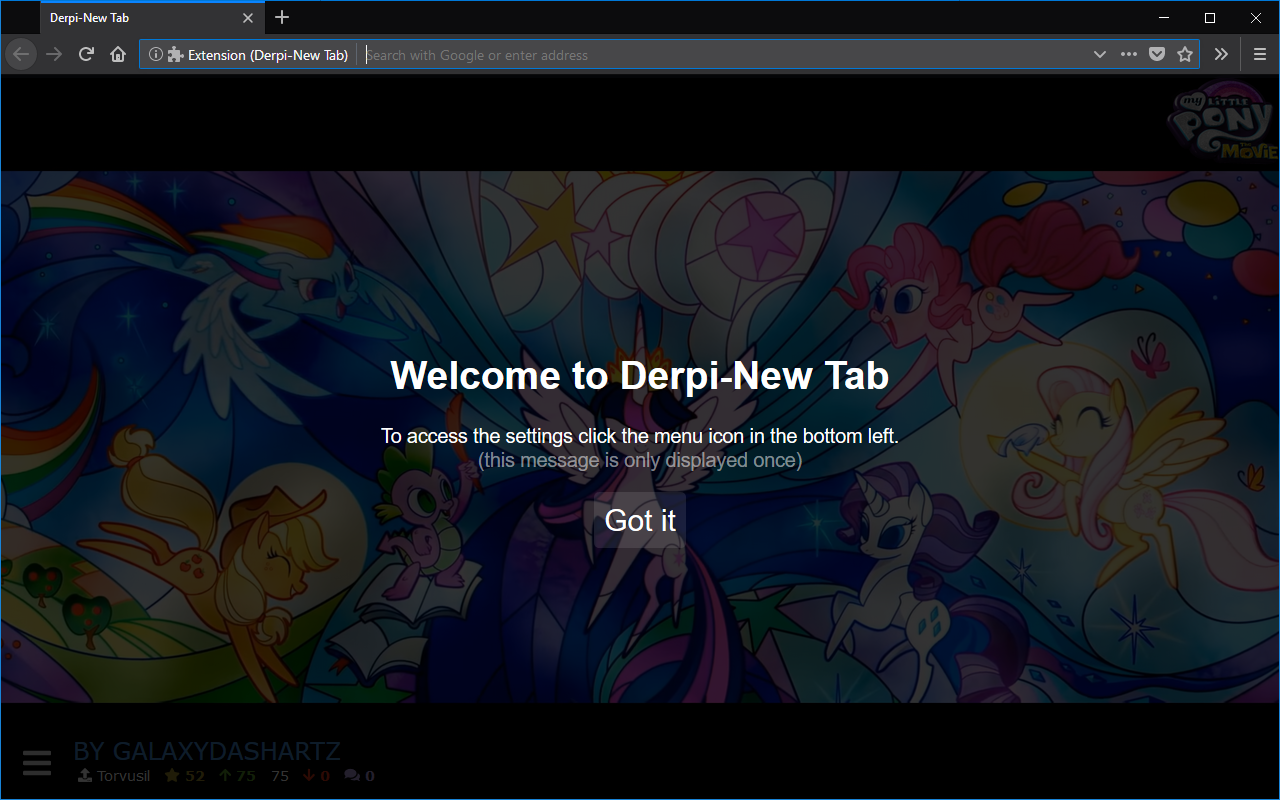 Derpi-New Tab
Extension (Derpi-New Tab)
Search with Google or enter address
my LiTTLE
PONY
THE MOViE
Welcome to Derpi-New Tab
To access the settings click the menu icon in the bottom left.
(this message is only displayed once)
Got it
BY GALAXYDASHARTZ
Torvusil 52 75 75 0 0